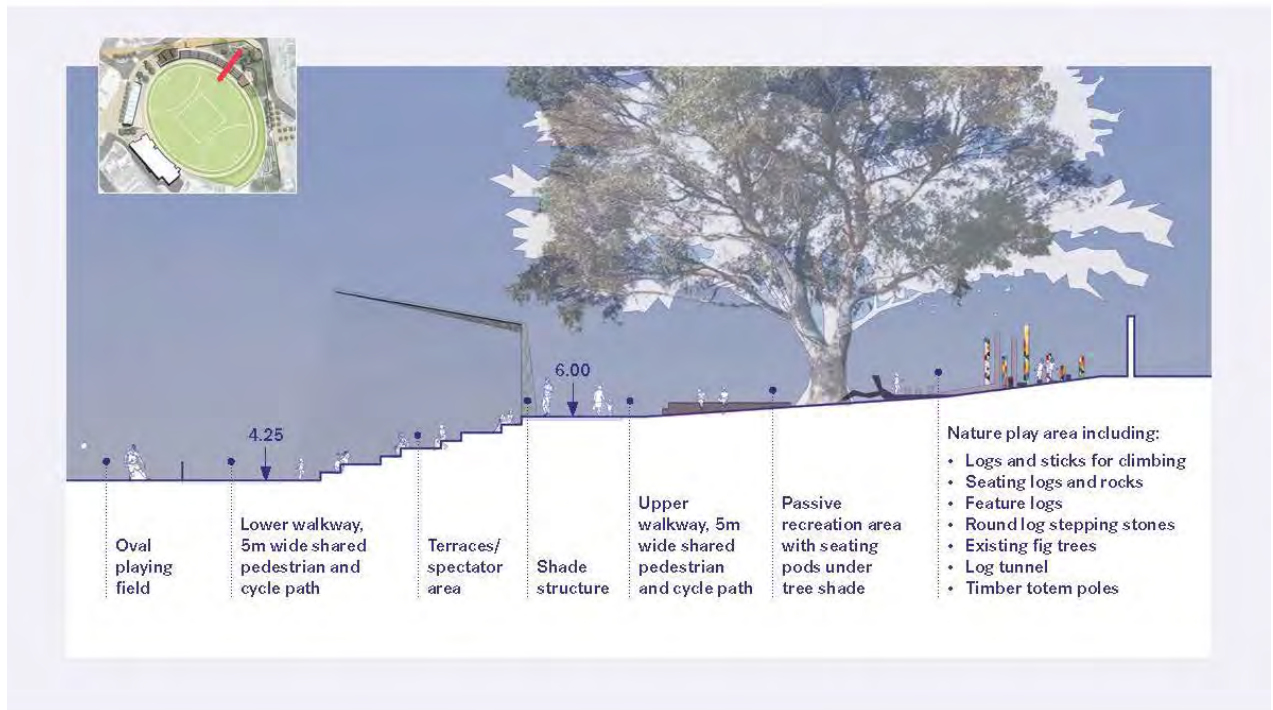 6.00
4.25
Oval
playing
field
Lower walkway,
5m wide shared
pedestrian and
cycle path
Terraces/
spectator
area
Shade
structure
Upper
walkway, 5m
wide shared
pedestrian
and cycle path
Passive
recreation area
with seating
pods under
tree shade
Nature play area including:
• Logs and sticks for climbing
• Seating logs and rocks
• Feature logs
• Round log stepping stones
• Existing fig trees
• Log tunnel
• Timber totem poles